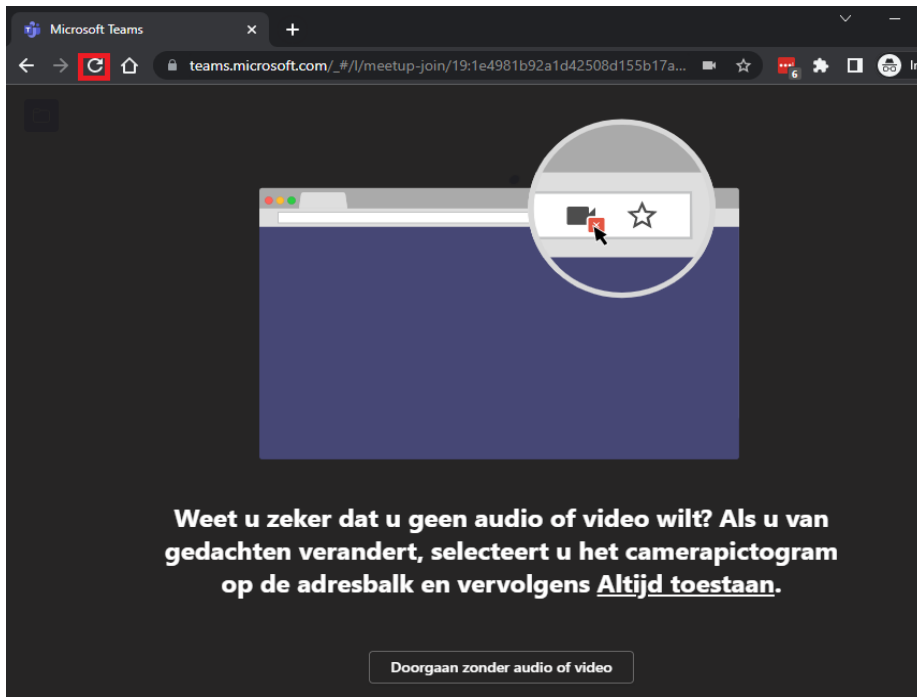 Microsoft Teams
teams.microsoft.com/_#/l/meetup-join/19:1e4981b92a1d42508d155b17a...
6
Weet u zeker dat u geen audio of video wilt? Als u van
gedachten verandert, selecteert u het camerapictogram
op de adresbalk en vervolgens Altijd toestaan.
Doorgaan zonder audio of video